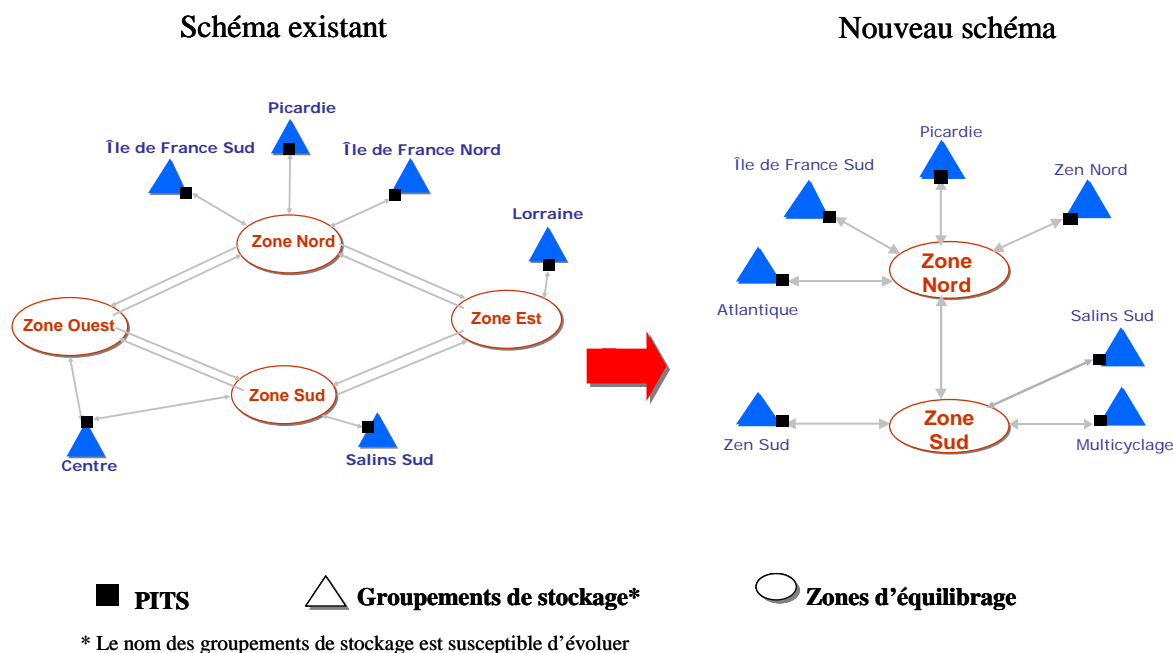 Schéma existant
Picardie
Île de France Sud
Île de France Nord
Lorraine
Zone Nord
Zone Ouest
Zone Est
Zone Sud
Centre
Salins Sud
Nouveau schéma
Picardie
Île de France Sud
Zen Nord
Zone
Nord
Atlantique
Salins Sud
Zone
Sud
Zen Sud
Multicyclage
PITS
Groupements de stockage*
Zones d'équilibrage
* Le nom des groupements de stockage est susceptible d'évoluer